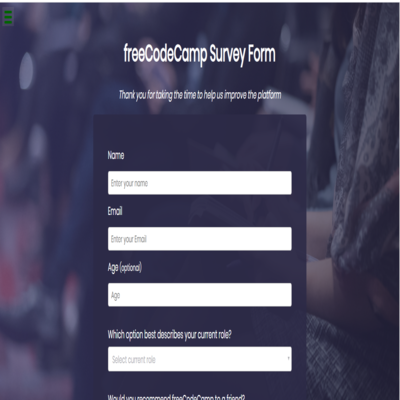 freeCodeCamp Survey Form
Thank you for taking the time to help us improve the platform
Name
Enter your name
Email
Enter your Email
Age (optional)
Age
Which option best describes your current role?
Select current role
Would you recommend freeCodeCamp to a friend?